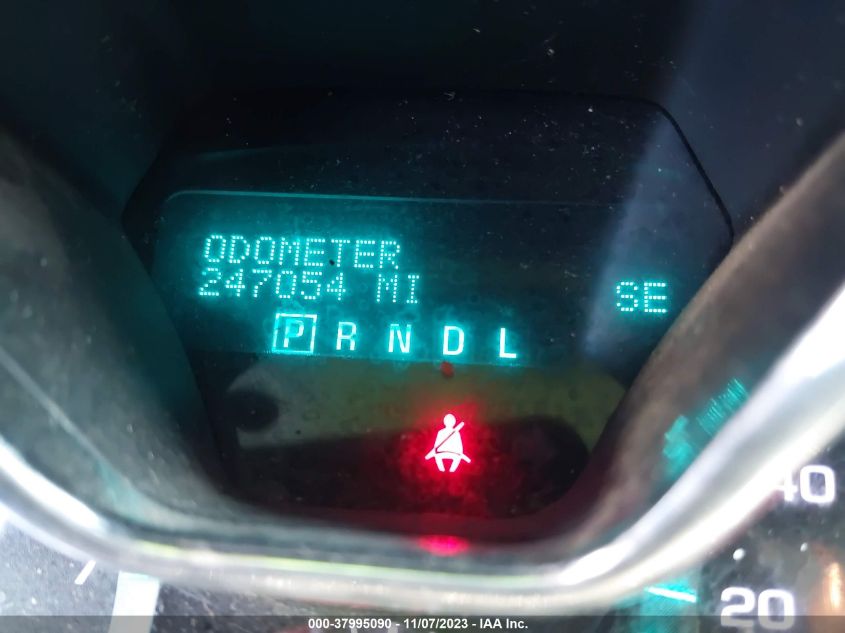 ODOMETER
247054 MI
SE
P R N D L
40
20
000-37995090 - 11/07/2023 - IAA Inc.